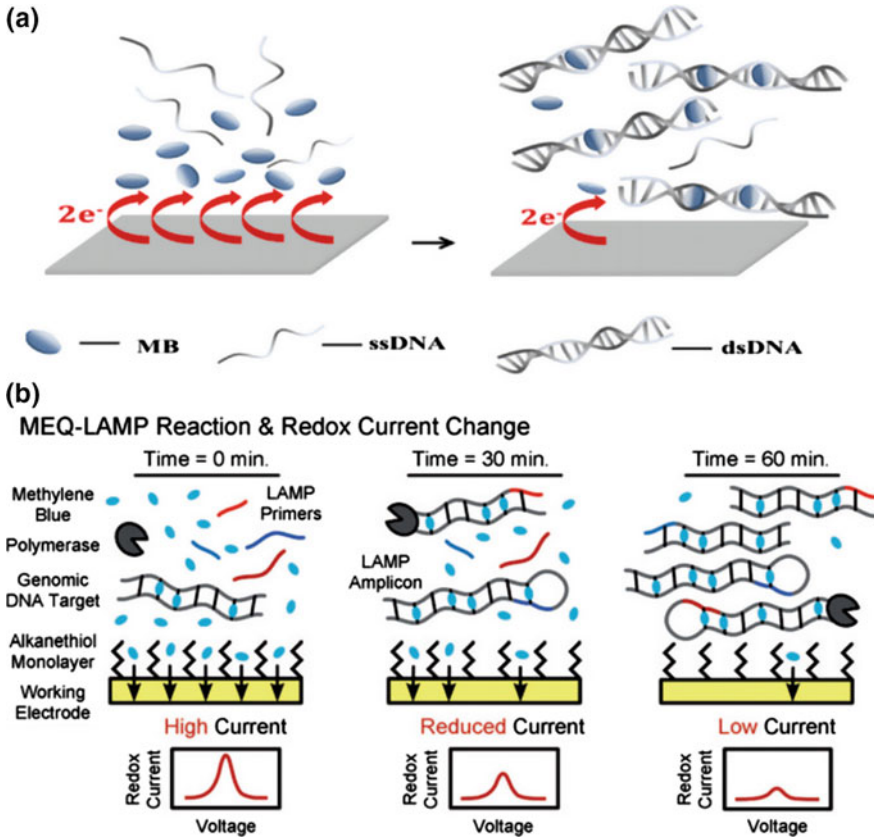 (a)
2e-
2e-
MB
ssDNA
dsDNA
(b)
MEQ-LAMP Reaction & Redox Current Change
Time = 0 min.
Time = 30 min.
Time = 60 min.
Methylene
Blue
LAMP
Primers
Polymerase
Genomic
DNA Target
LAMP
Amplicon
Alkanethiol
Monolayer
Working
Electrode
High Current
Reduced Current
Low Current
Redox
Current
Voltage
Redox
Current
Voltage
Redox
Current
Voltage